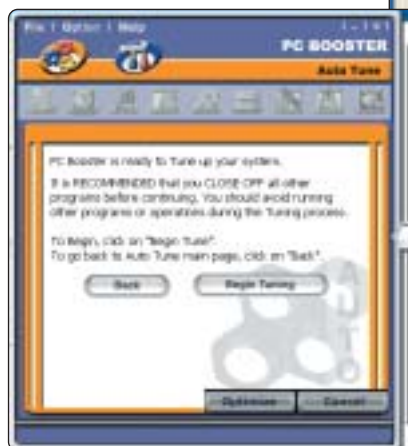 File | Option | Help
PC BOOSTER
Auto Tune
PC Booster is ready to Tune up your system.
It is RECOMMENDED that you CLOSE OFF all other
programs before continuing. You should avoid running
other programs or operations during the Tuning process.
To Begin, click on "Begin Tune".
To go back to Auto Tune main page, click on "Back".
Back
Begin Tuning
AUTO
Optimize
Cancel